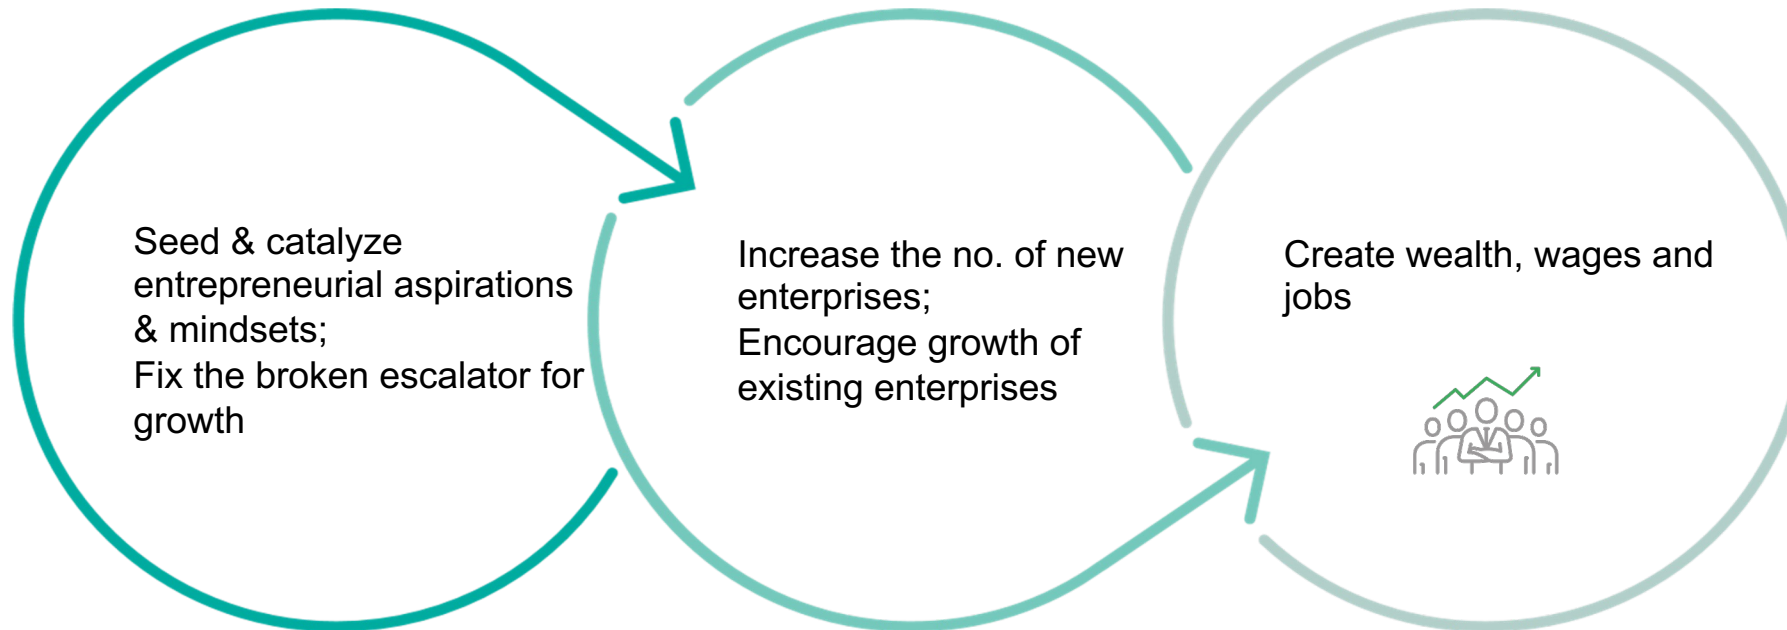 Seed & catalyze
entrepreneurial aspirations
& mindsets;
Fix the broken escalator for
growth
Increase the no. of new
enterprises;
Encourage growth of
existing enterprises
Create wealth, wages and
jobs